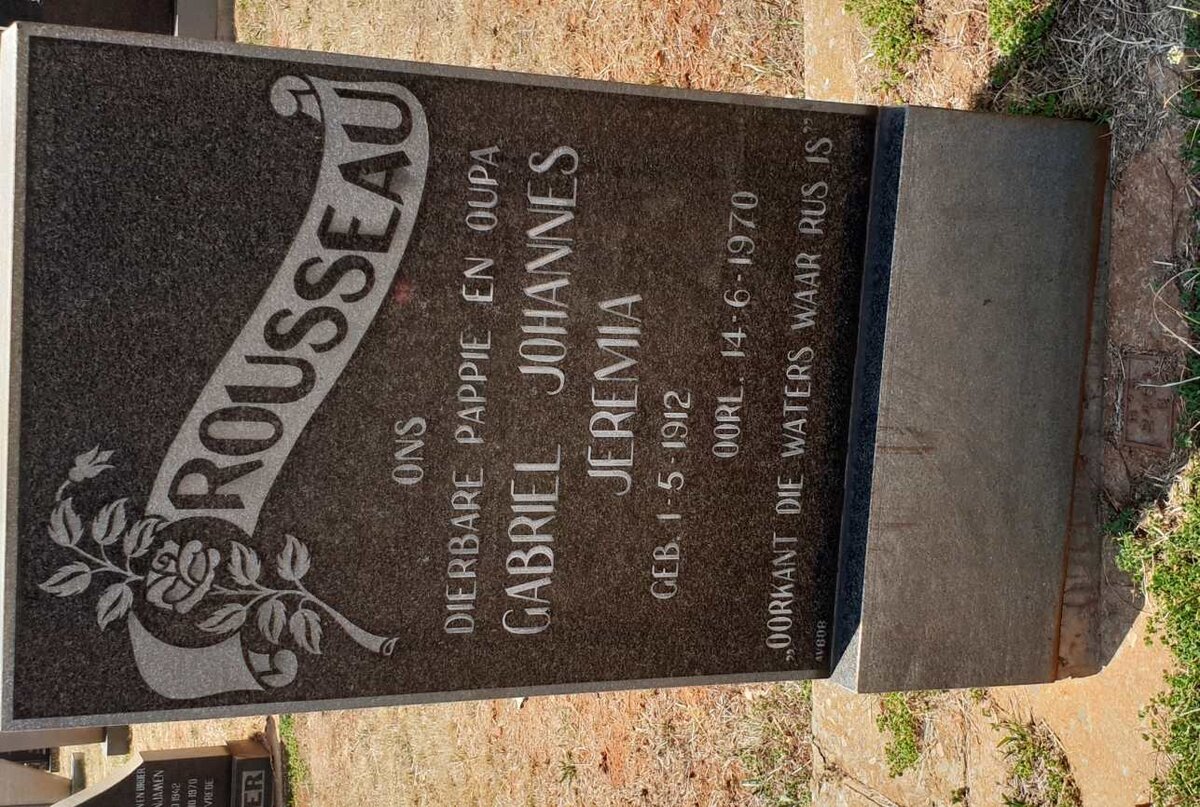 ROUSSEAU
ONS
DIERBARE PAPPIE EN OUPA
GABRIEL JOHANNES
JEREMIA
GEB. 1-5-1912
OORL. 14-6-1970
„OORKANT DIE WATERS WAAR RUS IS”
AVBOB